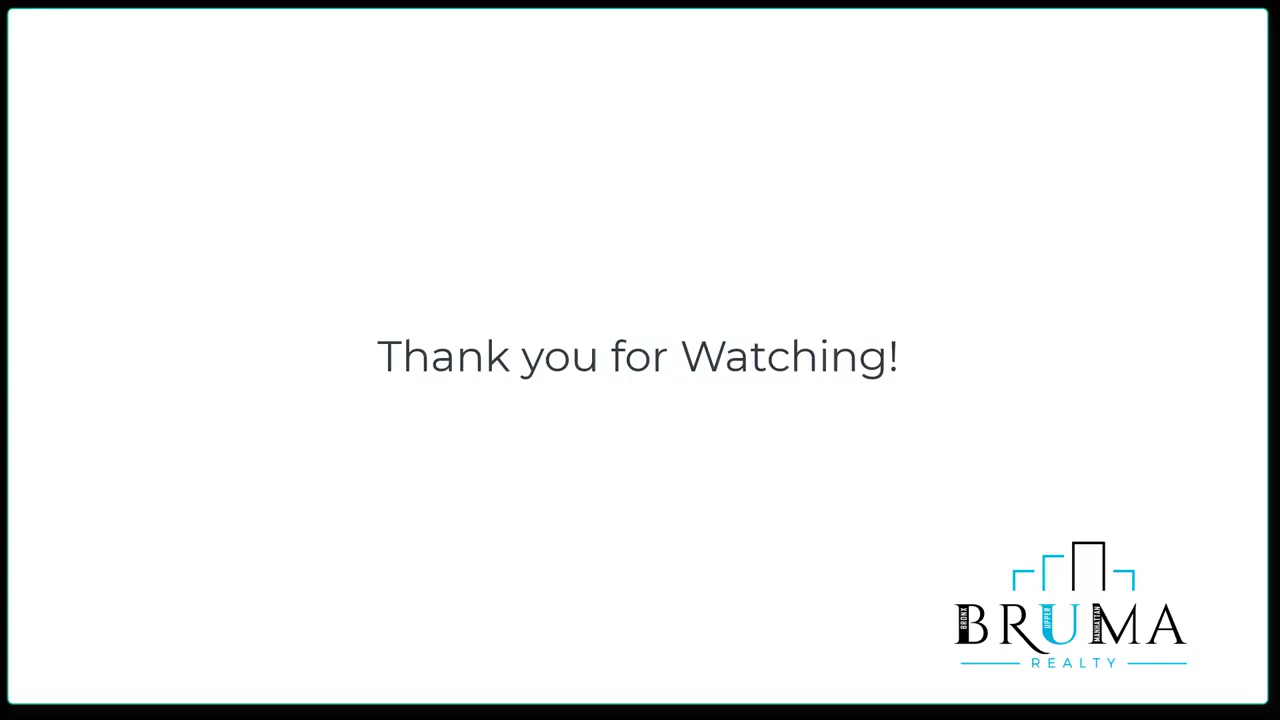 Thank you for Watching!
BRUMA
BRONX
UPPER
MANHATTAN
REALTY